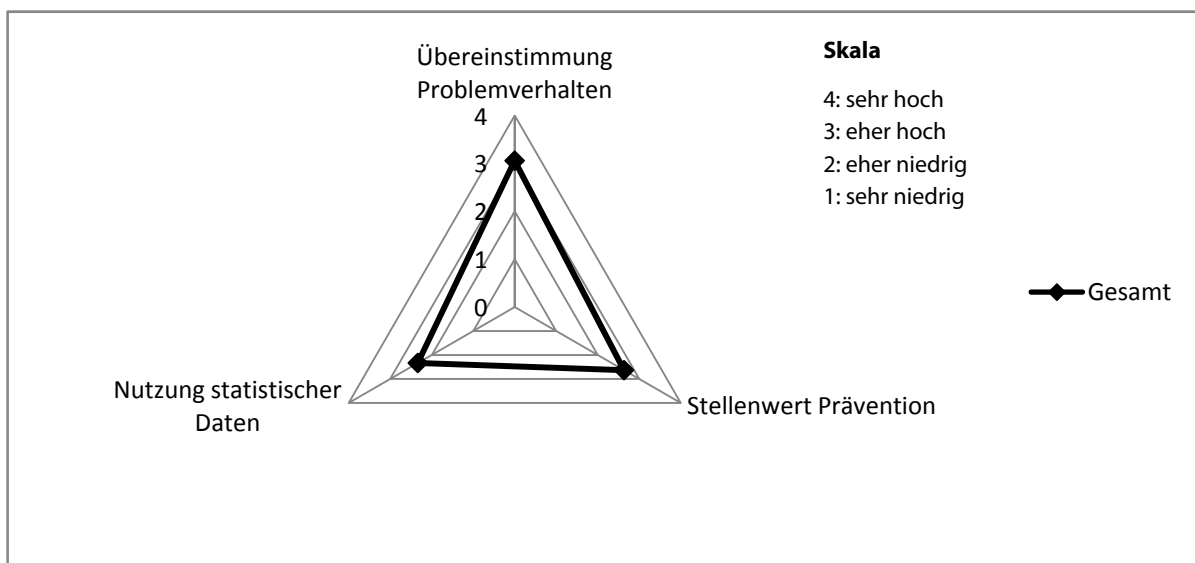 Übereinstimmung
Problemverhalten
Skala
4: sehr hoch
3: eher hoch
2: eher niedrig
1: sehr niedrig
4
3
2
1
0
Gesamt
Nutzung statistischer
Daten
Stellenwert Prävention